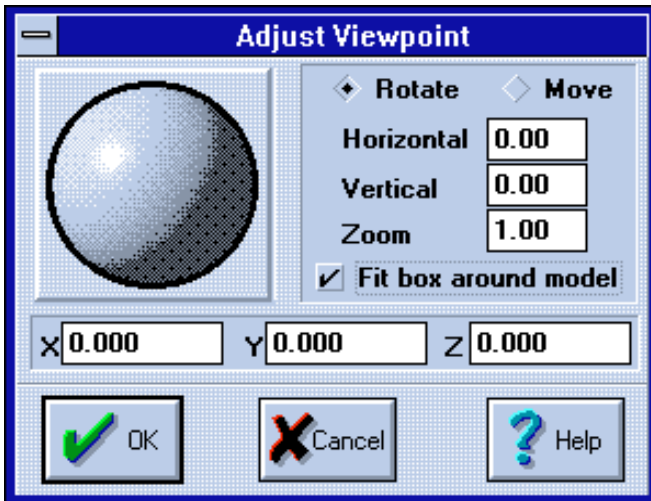 Adjust Viewpoint
Rotate Move
Horizontal 0.00
Vertical 0.00
Zoom 1.00
Fit box around model
X 0.000 Y 0.000 Z 0.000
OK Cancel Help